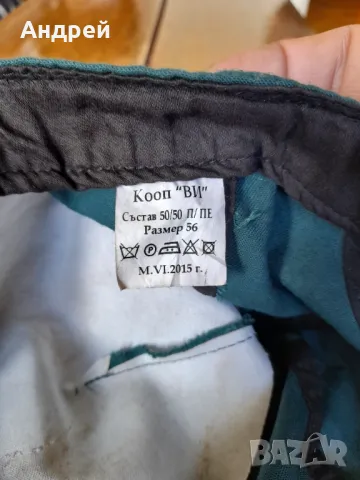 Андрей
Кооп "ВИ"
Състав 50/50 П/ ПЕ
Размер 56
М.VI.2015 г.
BAZAR